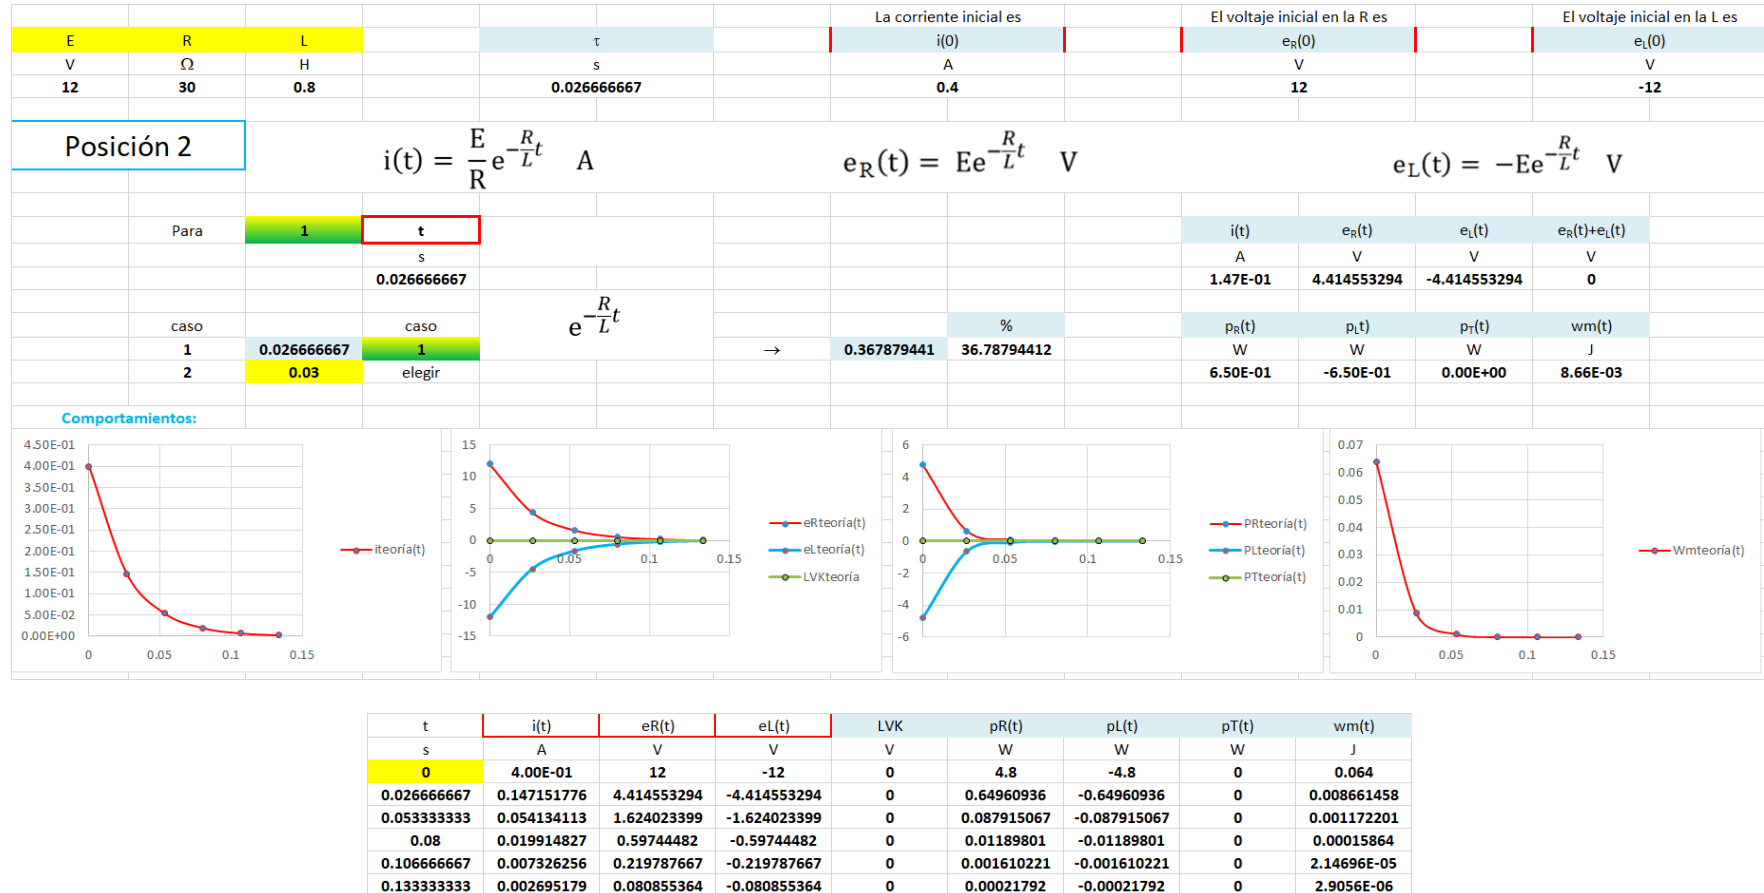 La corriente inicial es El voltaje inicial en la R es El voltaje inicial en la L es
E R L τ i(0) eR(0) eL(0)
V Ω H s A V V
12 30 0.8 0.026666667 0.4 12 -12
Posición 2
i(t) = E/R e^(-R/L t) A
eR(t) = Ee^(-R/L t) V
eL(t) = −Ee^(-R/L t) V
Para 1 t i(t) eR(t) eL(t) eR(t)+eL(t)
s A V V V
0.026666667 1.47E-01 4.414553294 -4.414553294 0
e^(-R/L t)
caso caso % pR(t) pLt) pT(t) wm(t)
1 0.026666667 1 → 0.367879441 36.78794412 W W W J
2 0.03 elegir 6.50E-01 -6.50E-01 0.00E+00 8.66E-03
Comportamientos:
4.50E-01
4.00E-01
3.50E-01
3.00E-01
2.50E-01
2.00E-01
1.50E-01
1.00E-01
5.00E-02
0.00E+00
0 0.05 0.1 0.15
iteoría(t)
15
10
5
0
-5
-10
-15
0 0.05 0.1 0.15
eRteoría(t)
eLteoría(t)
LVKteoría
6
4
2
0
-2
-4
-6
0 0.05 0.1 0.15
PRteoría(t)
PLteoría(t)
PTteoría(t)
0.07
0.06
0.05
0.04
0.03
0.02
0.01
0
0 0.05 0.1 0.15
Wmteoría(t)
t i(t) eR(t) eL(t) LVK pR(t) pL(t) pT(t) wm(t)
s A V V V W W W J
0 4.00E-01 12 -12 0 4.8 -4.8 0 0.064
0.026666667 0.147151776 4.414553294 -4.414553294 0 0.64960936 -0.64960936 0 0.008661458
0.053333333 0.054134113 1.624023399 -1.624023399 0 0.087915067 -0.087915067 0 0.001172201
0.08 0.019914827 0.59744482 -0.59744482 0 0.01189801 -0.01189801 0 0.00015864
0.106666667 0.007326256 0.219787667 -0.219787667 0 0.001610221 -0.001610221 0 2.14696E-05
0.133333333 0.002695179 0.080855364 -0.080855364 0 0.00021792 -0.00021792 0 2.9056E-06